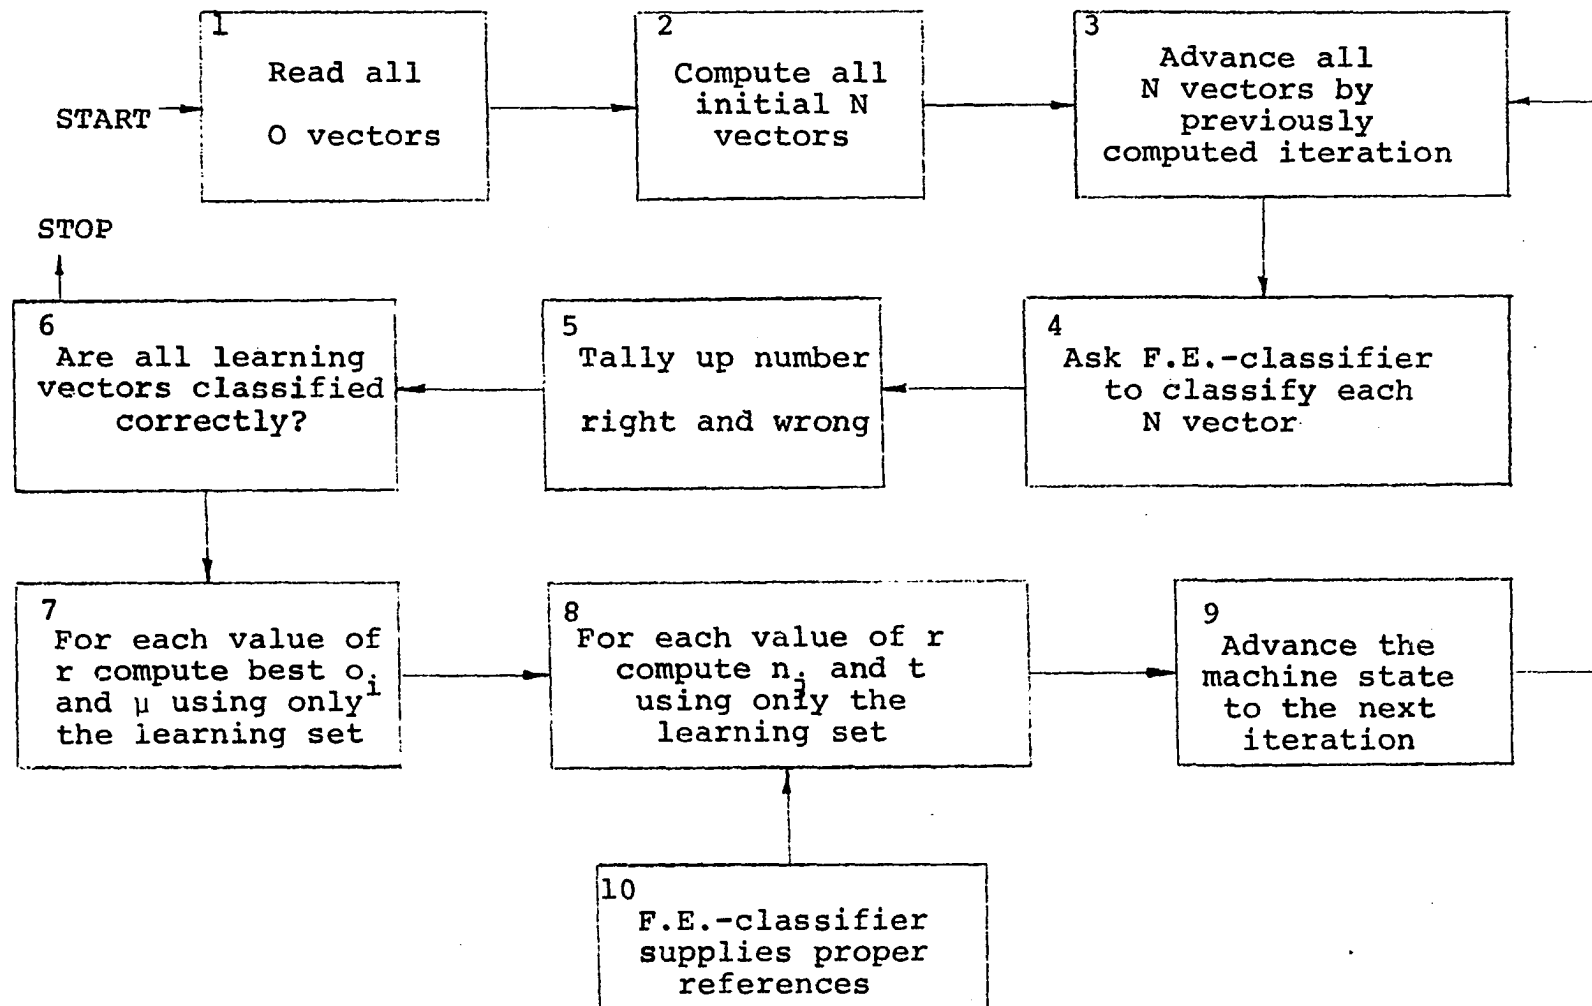 START
1
Read all
O vectors
2
Compute all
initial N
vectors
3
Advance all
N vectors by
previously
computed iteration
STOP
6
Are all learning
vectors classified
correctly?
5
Tally up number
right and wrong
4
Ask F.E.-classifier
to classify each
N vector
7
For each value of
r compute best oᵢ
and μ using only
the learning set
8
For each value of r
compute nⱼ and t
using only the
learning set
9
Advance the
machine state
to the next
iteration
10
F.E.-classifier
supplies proper
references